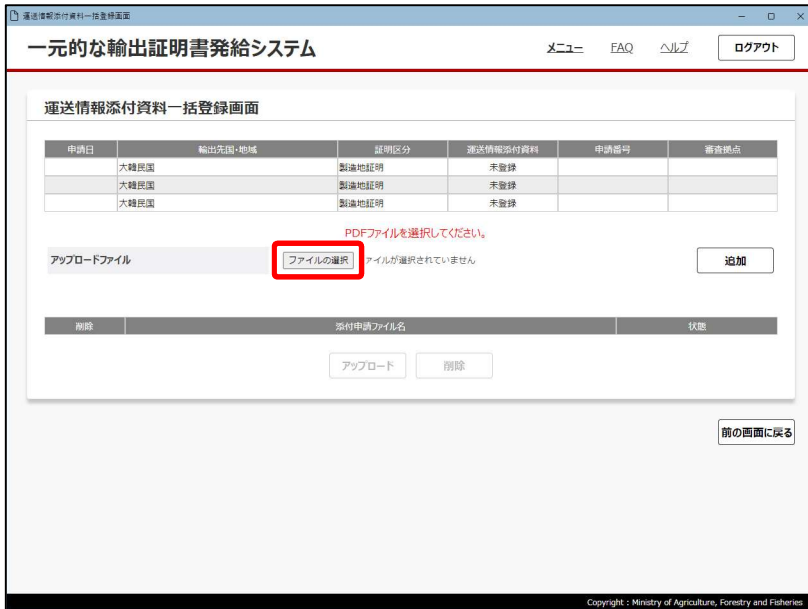 運送情報添付資料一括登録画面
一元的な輸出証明書発給システム メニュー FAQ ヘルプ ログアウト
運送情報添付資料一括登録画面
申請日 輸出先国・地域 証明区分 運送情報添付資料 申請番号 審査拠点
大韓民国 製造地証明 未登録
大韓民国 製造地証明 未登録
大韓民国 製造地証明 未登録
PDFファイルを選択してください。
アップロードファイル ファイルの選択 ァイルが選択されていません 追加
削除 添付申請ファイル名 状態
アップロード 削除
前の画面に戻る
Copyright : Ministry of Agriculture, Forestry and Fisheries